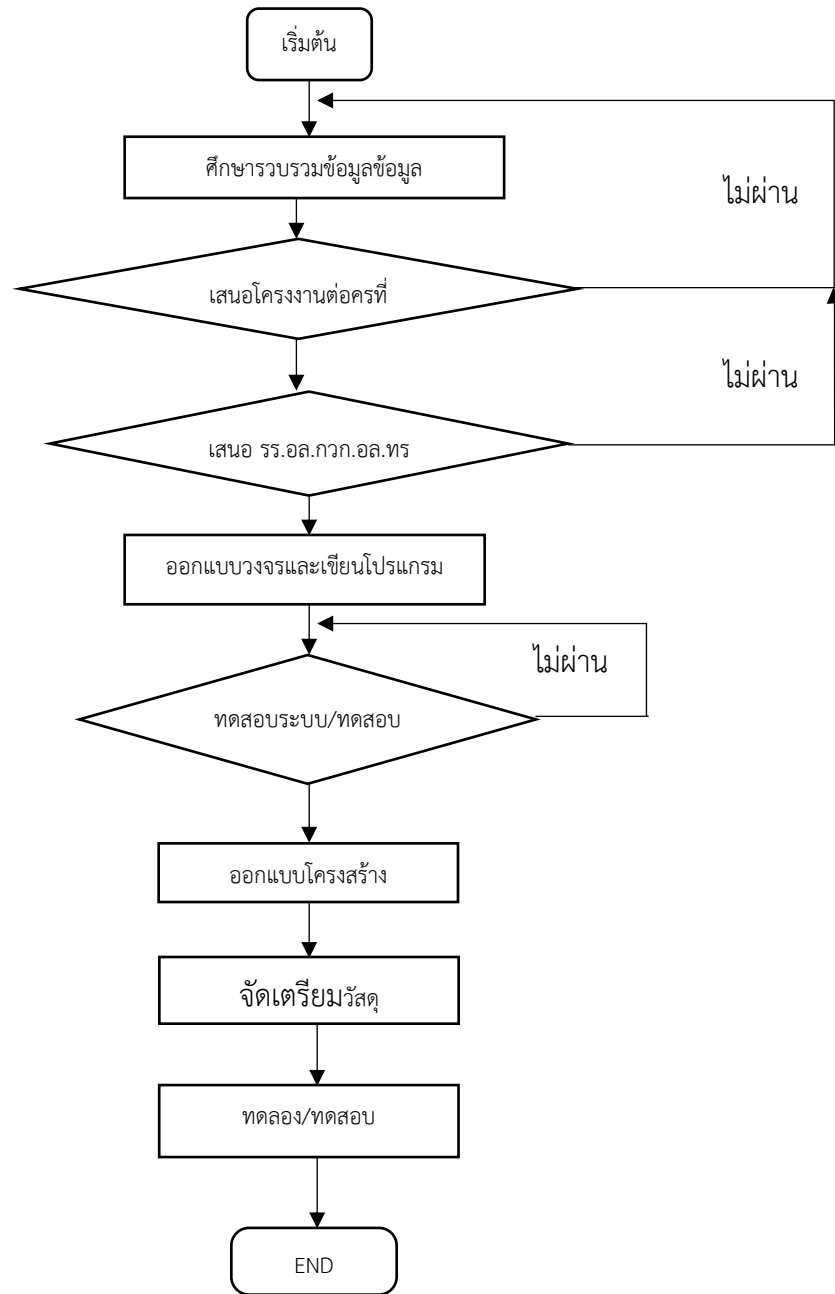 เริ่มต้น
ศึกษารวบรวมข้อมูลข้อมูล
ไม่ผ่าน
เสนอโครงงานต่อครที่
ไม่ผ่าน
เสนอ รร.อล.กวก.อล.ทร
ออกแบบวงจรและเขียนโปรแกรม
ไม่ผ่าน
ทดสอบระบบ/ทดสอบ
ออกแบบโครงสร้าง
จัดเตรียมวัสดุ
ทดลอง/ทดสอบ
END